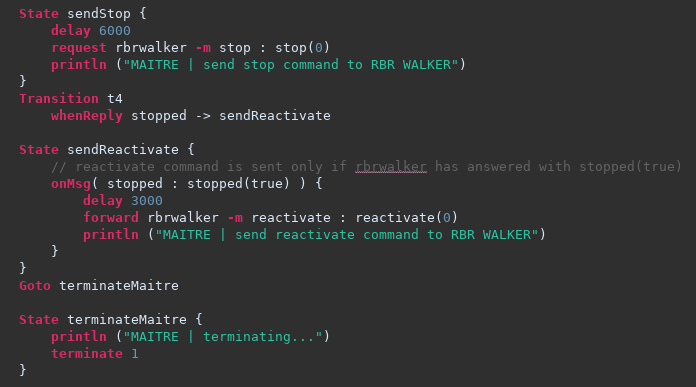 State sendStop {
    delay 6000
    request rbrwalker -m stop : stop(0)
    println ("MAITRE | send stop command to RBR WALKER")
}
Transition t4
    whenReply stopped -> sendReactivate

State sendReactivate {
    // reactivate command is sent only if rbrwalker has answered with stopped(true)
    onMsg( stopped : stopped(true) ) {
        delay 3000
        forward rbrwalker -m reactivate : reactivate(0)
        println ("MAITRE | send reactivate command to RBR WALKER")
    }
}
Goto terminateMaitre

State terminateMaitre {
    println ("MAITRE | terminating...")
    terminate 1
}